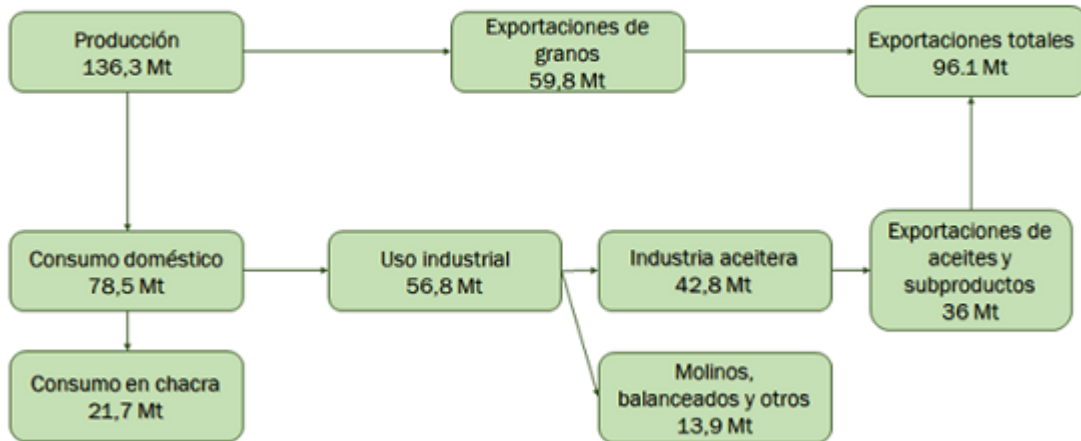 Producción
136,3 Mt
Exportaciones de
granos
59,8 Mt
Exportaciones totales
96.1 Mt
Consumo doméstico
78,5 Mt
Uso industrial
56,8 Mt
Industria aceitera
42,8 Mt
Exportaciones de
aceites y
subproductos
36 Mt
Consumo en chacra
21,7 Mt
Molinos,
balanceados y otros
13,9 Mt